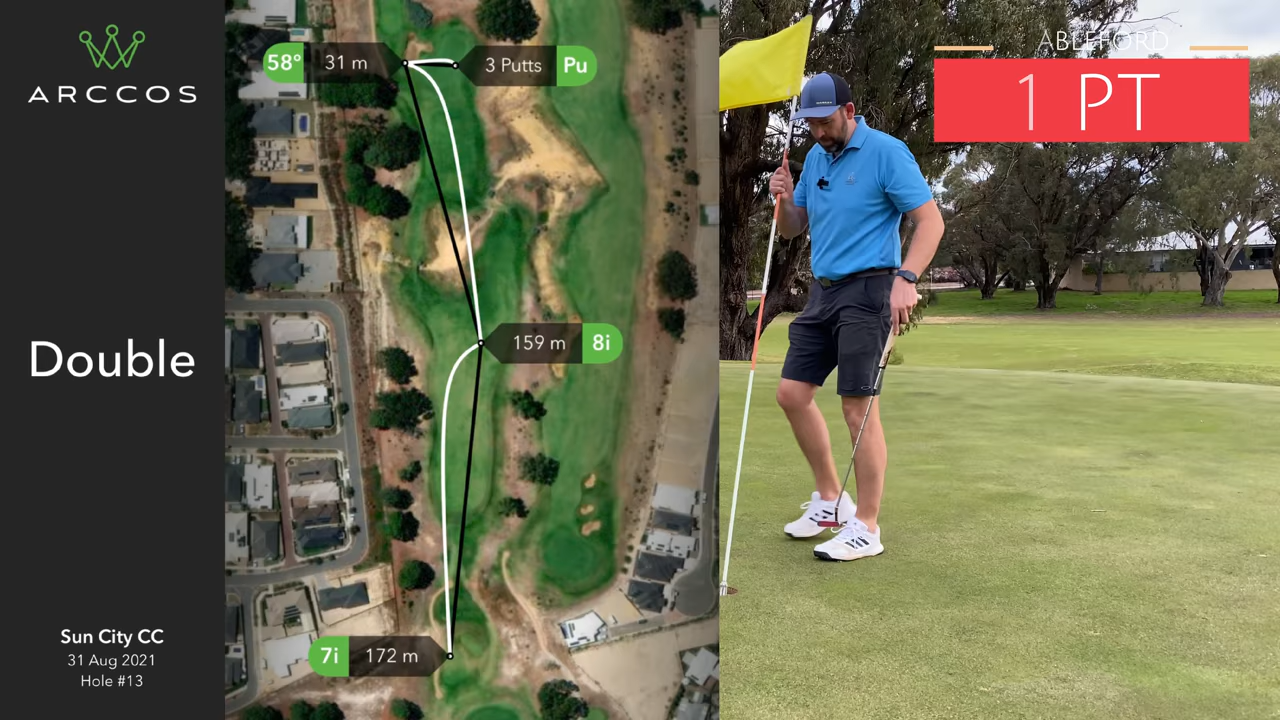 ARCCOS
Double
Sun City CC
31 Aug 2021
Hole #13
58° 31 m
3 Putts Pu
159 m 8i
7i 172 m
ABLEFORD
1 PT